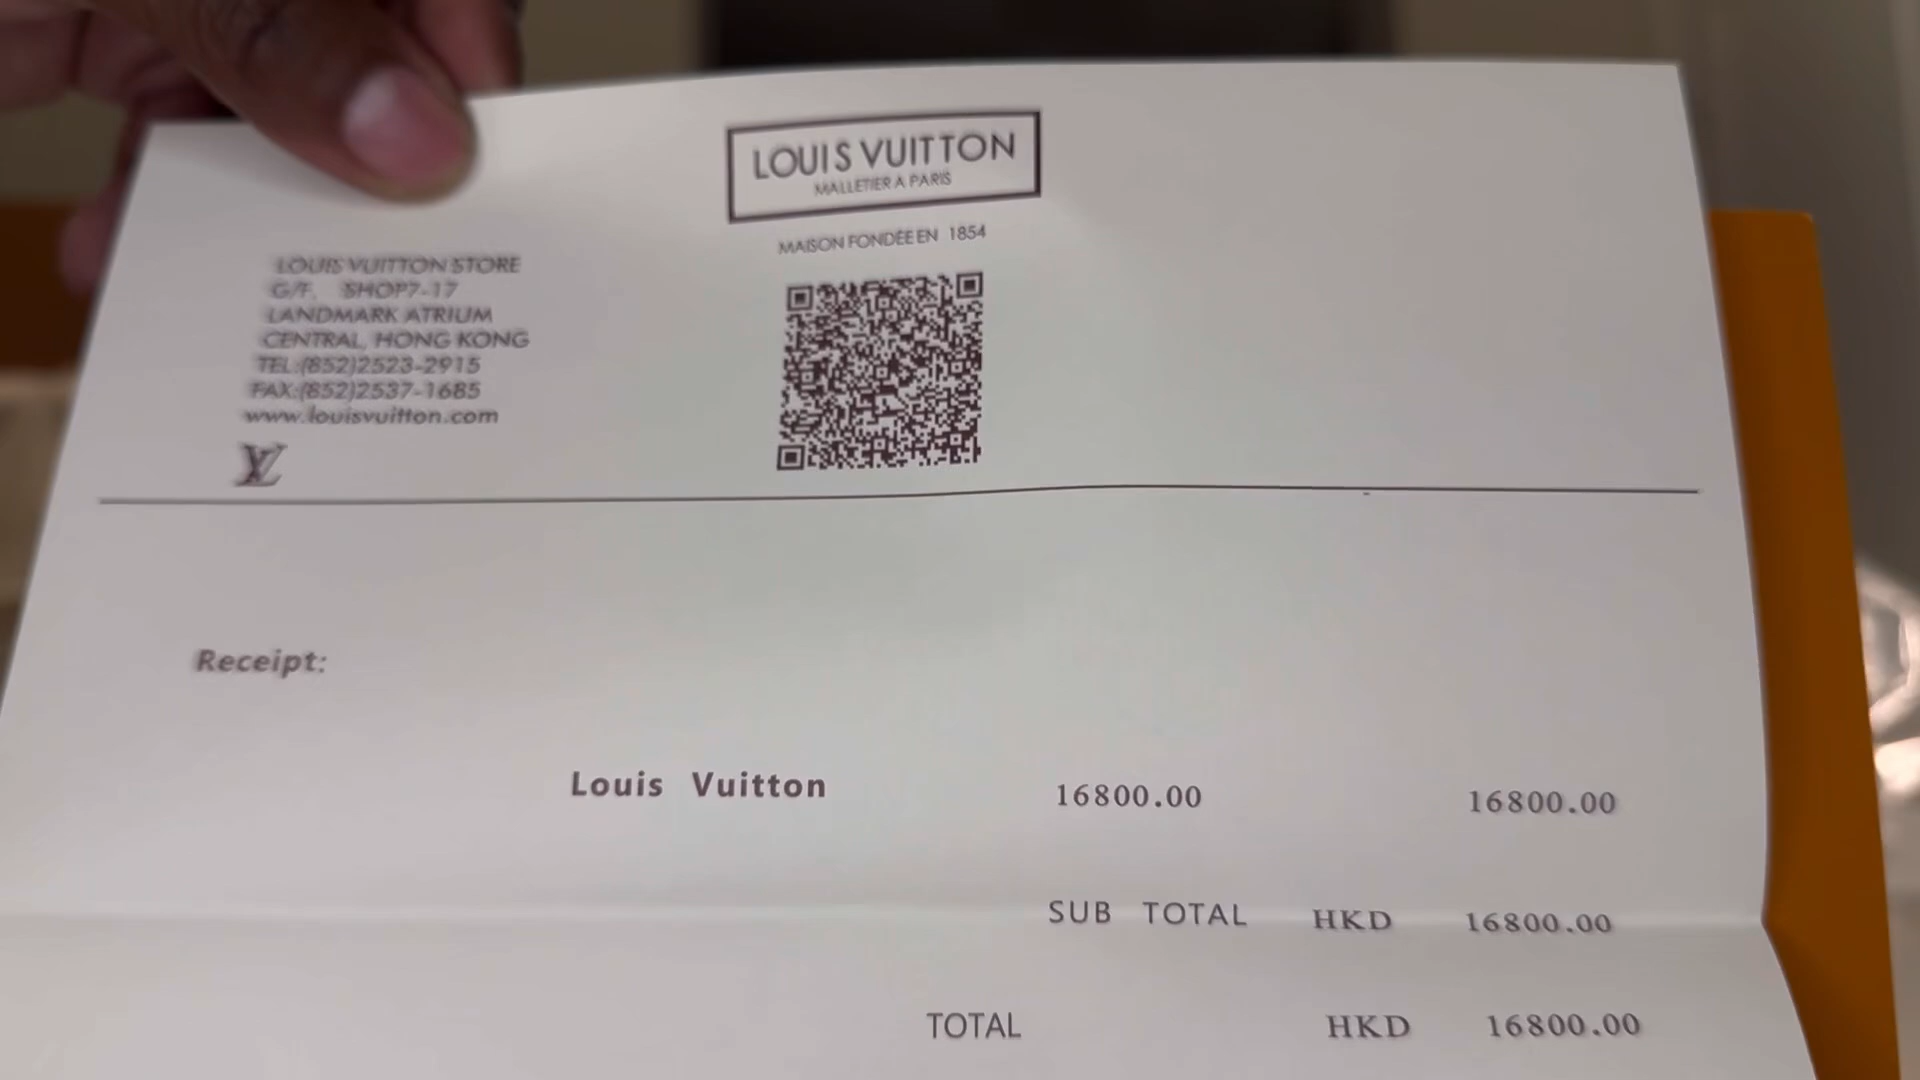 LOUIS VUITTON
MALLETIER A PARIS
MAISON FONDÉE EN 1854
LOUIS VUITTON STORE
G/F, SHOP7-17
LANDMARK ATRIUM
CENTRAL, HONG KONG
TEL:(852)2523-2915
FAX:(852)2537-1685
www.louisvuitton.com
LV
Receipt:
Louis Vuitton 16800.00 16800.00
SUB TOTAL HKD 16800.00
TOTAL HKD 16800.00